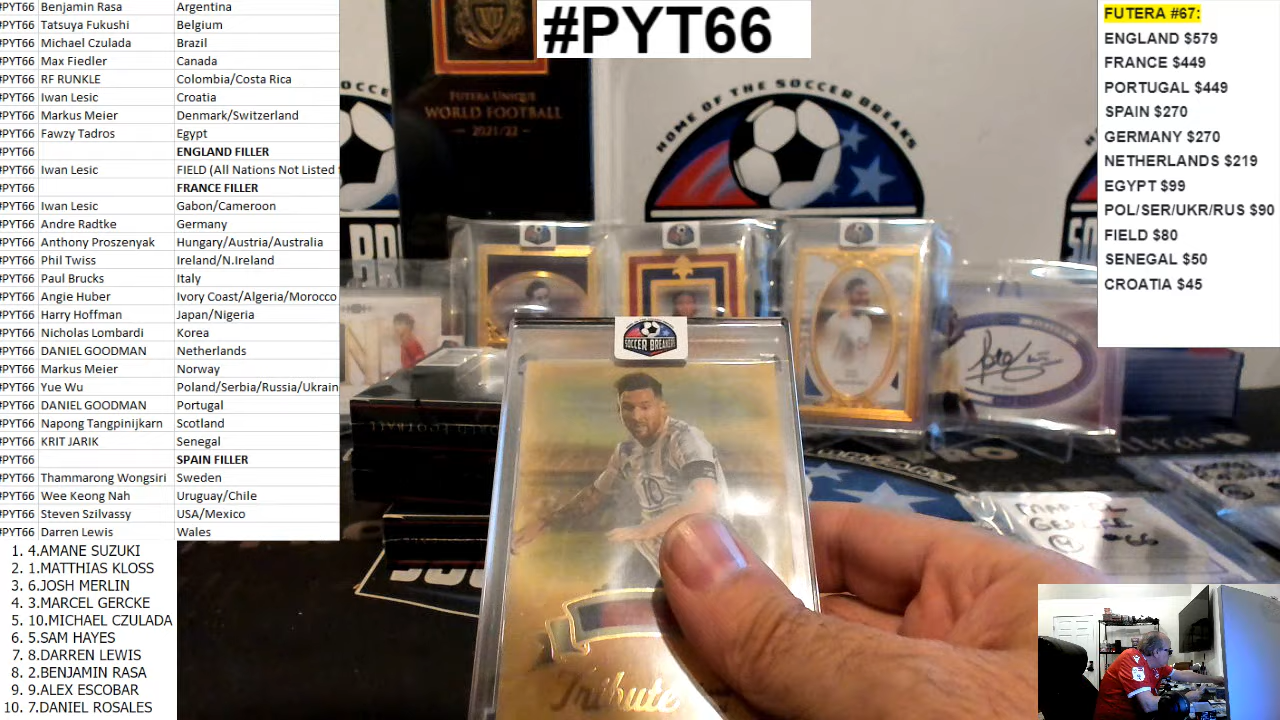 #PYT66 Benjamin Rasa Argentina
#PYT66 Tatsuya Fukushi Belgium
#PYT66 Michael Czulada Brazil
#PYT66 Max Fiedler Canada
#PYT66 RF RUNKLE Colombia/Costa Rica
#PYT66 Iwan Lesic Croatia
#PYT66 Markus Meier Denmark/Switzerland
#PYT66 Fawzy Tadros Egypt
#PYT66 ENGLAND FILLER
#PYT66 Iwan Lesic FIELD (All Nations Not Listed
#PYT66 FRANCE FILLER
#PYT66 Iwan Lesic Gabon/Cameroon
#PYT66 Andre Radtke Germany
#PYT66 Anthony Proszenyak Hungary/Austria/Australia
#PYT66 Phil Twiss Ireland/N.Ireland
#PYT66 Paul Brucks Italy
#PYT66 Angie Huber Ivory Coast/Algeria/Morocco
#PYT66 Harry Hoffman Japan/Nigeria
#PYT66 Nicholas Lombardi Korea
#PYT66 DANIEL GOODMAN Netherlands
#PYT66 Markus Meier Norway
#PYT66 Yue Wu Poland/Serbia/Russia/Ukrain
#PYT66 DANIEL GOODMAN Portugal
#PYT66 Napong Tangpinijkarn Scotland
#PYT66 KRIT JARIK Senegal
#PYT66 SPAIN FILLER
#PYT66 Thammarong Wongsiri Sweden
#PYT66 Wee Keong Nah Uruguay/Chile
#PYT66 Steven Szilvassy USA/Mexico
#PYT66 Darren Lewis Wales
1. 4.AMANE SUZUKI
2. 1.MATTHIAS KLOSS
3. 6.JOSH MERLIN
4. 3.MARCEL GERCKE
5. 10.MICHAEL CZULADA
6. 5.SAM HAYES
7. 8.DARREN LEWIS
8. 2.BENJAMIN RASA
9. 9.ALEX ESCOBAR
10. 7.DANIEL ROSALES
#PYT66
FUTERA UNIQUE
WORLD FOOTBALL
2021/22
HOME OF THE SOCCER BREAKS
SOCCER BREAKERS
10
Tribute
FUTERA #67:
ENGLAND $579
FRANCE $449
PORTUGAL $449
SPAIN $270
GERMANY $270
NETHERLANDS $219
EGYPT $99
POL/SER/UKR/RUS $90
FIELD $80
SENEGAL $50
CROATIA $45